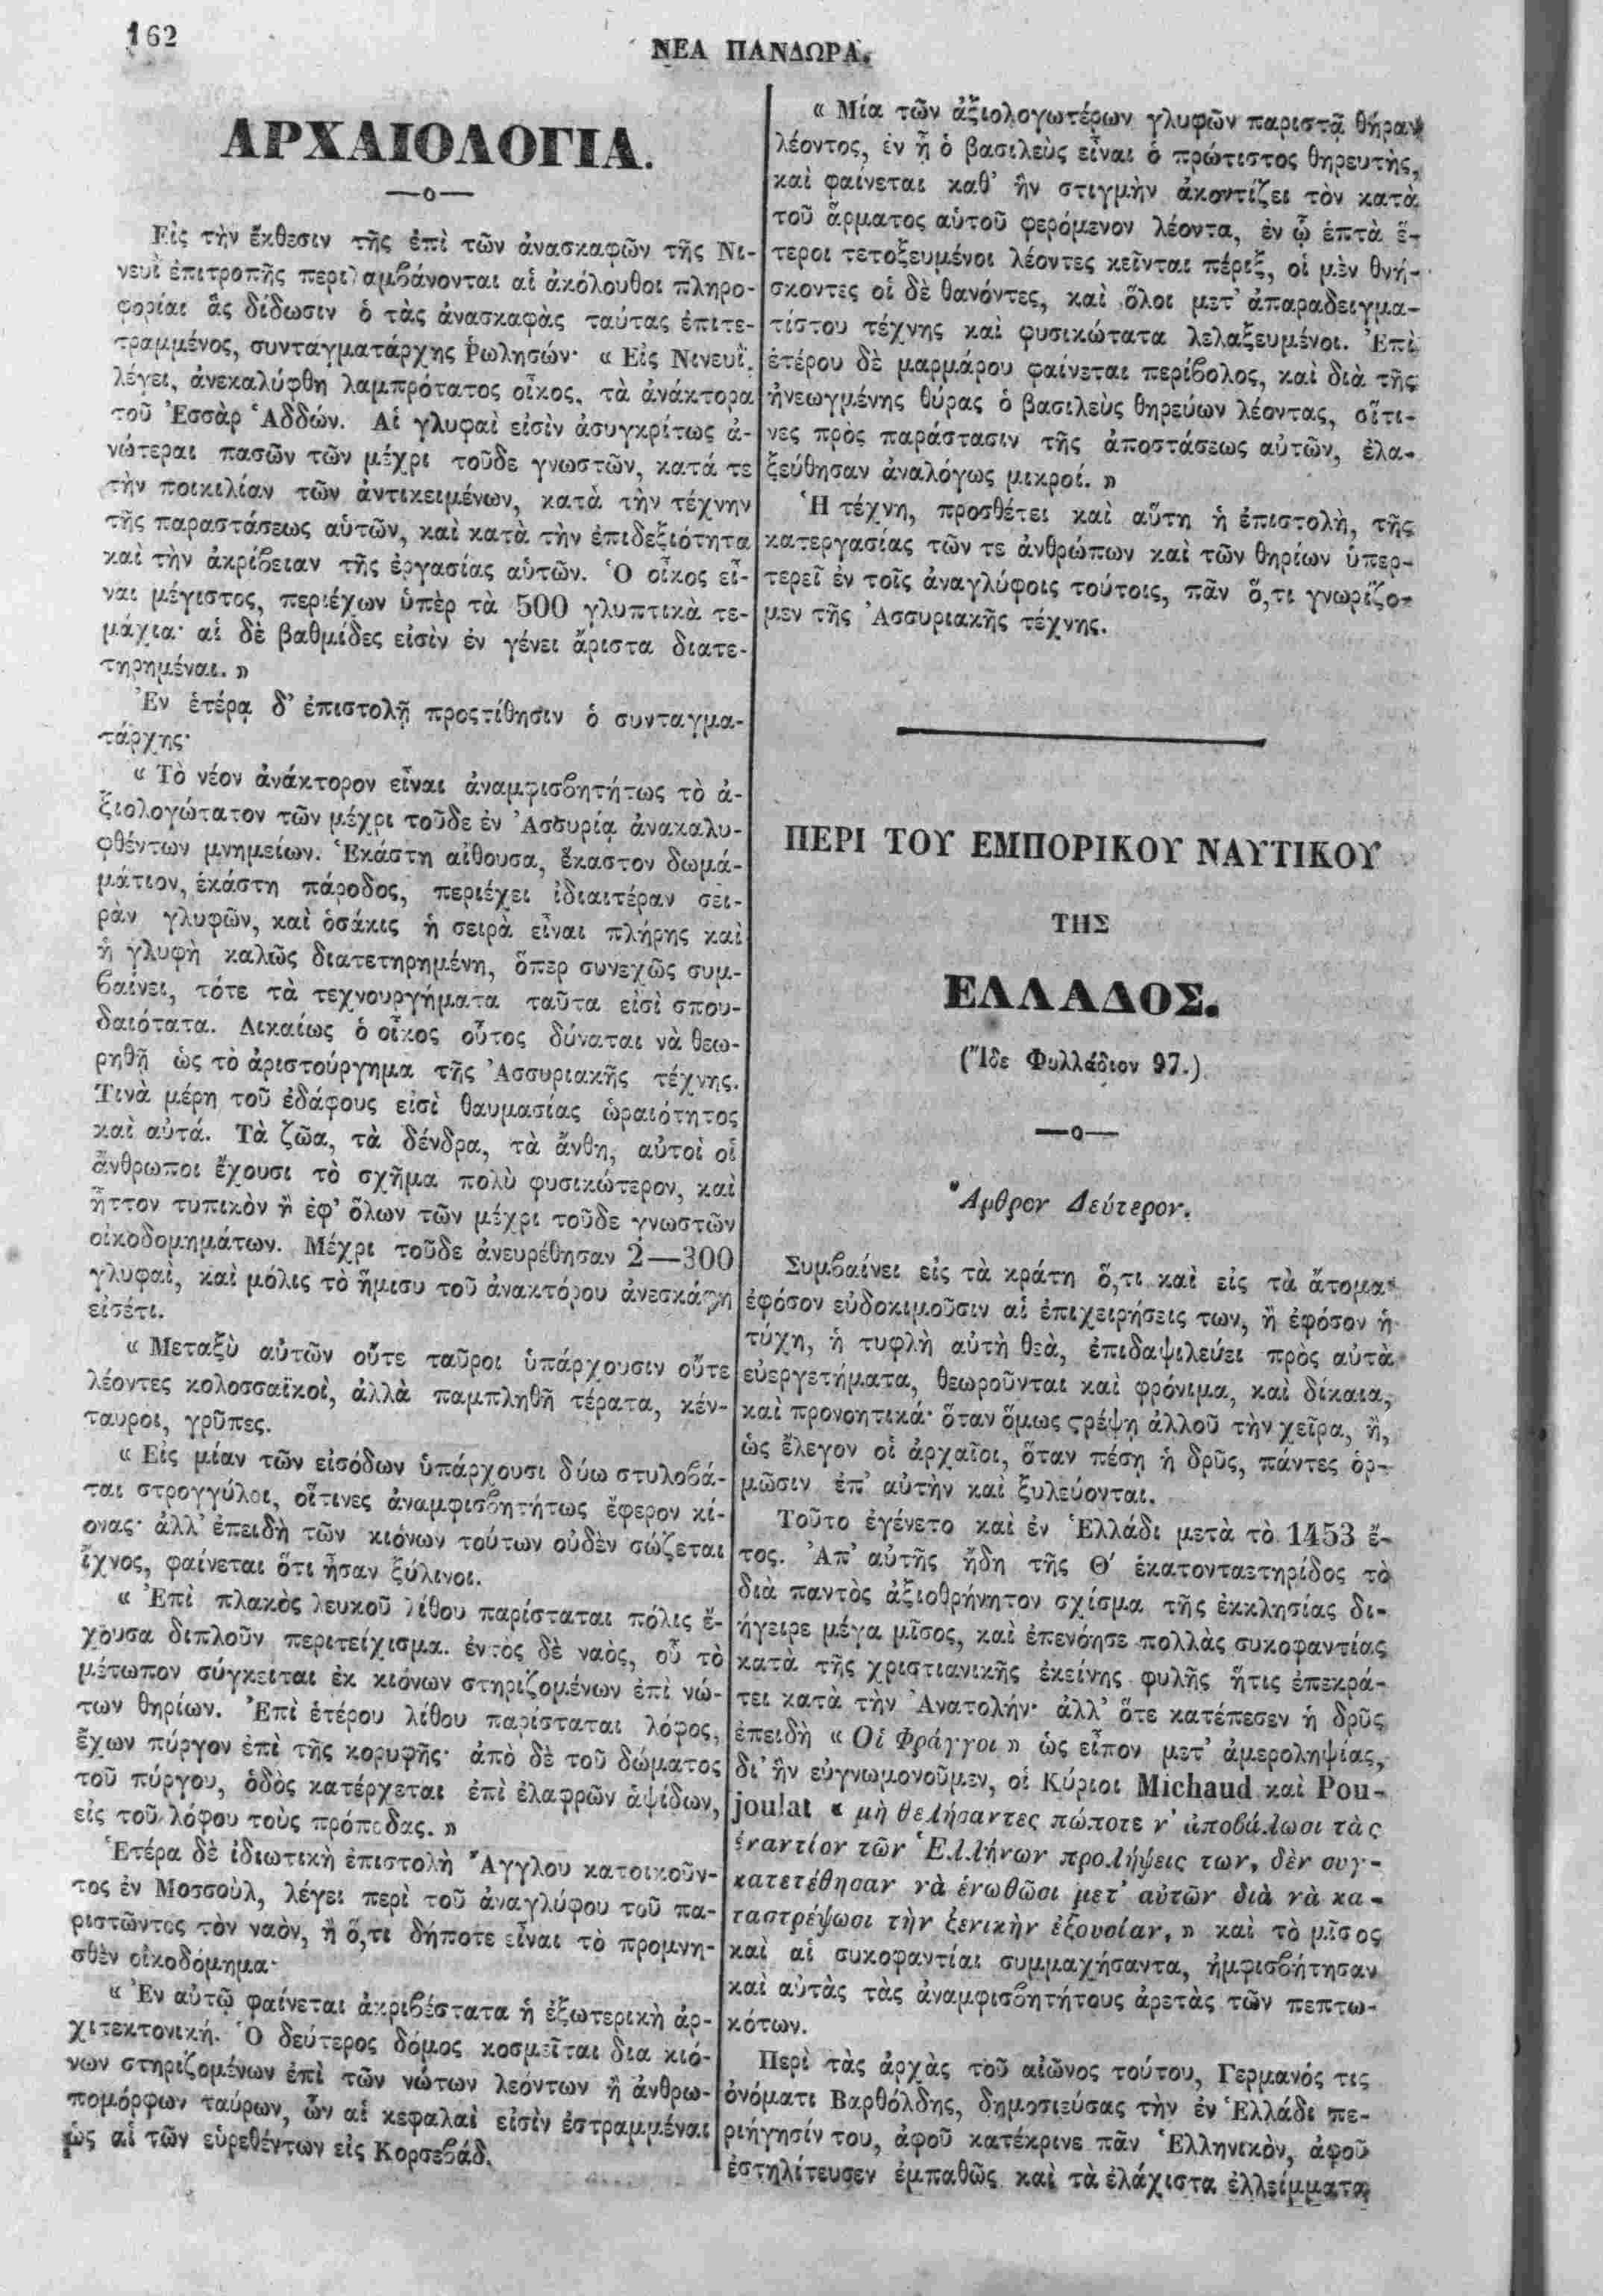 162
ΝΕΑ ΠΑΝΔΩΡΑ.
ΑΡΧΑΙΟΛΟΓΙΑ.
—ο—
Εἰς τὴν ἔκθεσιν τῆς ἐπὶ τῶν ἀνασκαφῶν τῆς Νι-
νευῒ ἐπιτροπῆς περιλαμβάνονται αἱ ἀκόλουθοι πληρο-
φορίαι ἃς δίδωσιν ὁ τὰς ἀνασκαφὰς ταύτας ἐπιτε-
τραμμένος, συνταγματάρχης Ῥωλησών· « Εἰς Νινευῒ,
λέγει, ἀνεκαλύφθη λαμπρότατος οἶκος, τὰ ἀνάκτορα
τοῦ Ἐσσὰρ Ἀδδών. Αἱ γλυφαὶ εἰσὶν ἀσυγκρίτως ἀ-
νώτεραι πασῶν τῶν μέχρι τοῦδε γνωστῶν, κατά τε
τὴν ποικιλίαν τῶν ἀντικειμένων, κατὰ τὴν τέχνην
τῆς παραστάσεως αὐτῶν, καὶ κατὰ τὴν ἐπιδεξιότητα
καὶ τὴν ἀκρίβειαν τῆς ἐργασίας αὐτῶν. Ὁ οἶκος εἶ-
ναι μέγιστος, περιέχων ὑπὲρ τὰ 500 γλυπτικὰ τε-
μάχια· αἱ δὲ βαθμίδες εἰσὶν ἐν γένει ἄριστα διατε-
τηρημέναι. »
Ἐν ἑτέρᾳ δ' ἐπιστολῇ προςτίθησιν ὁ συνταγμα-
τάρχης·
« Τὸ νέον ἀνάκτορον εἶναι ἀναμφισβητήτως τὸ ἀ-
ξιολογώτατον τῶν μέχρι τοῦδε ἐν Ἀσσυρίᾳ ἀνακαλυ-
φθέντων μνημείων. Ἑκάστη αἴθουσα, ἕκαστον δωμά-
μάτιον, ἑκάστη πάροδος, περιέχει ἰδιαιτέραν σει-
ρὰν γλυφῶν, καὶ ὁσάκις ἡ σειρὰ εἶναι πλήρης καὶ
ἡ γλυφὴ καλῶς διατετηρημένη, ὅπερ συνεχῶς συμ-
βαίνει, τότε τὰ τεχνουργήματα ταῦτα εἰσὶ σπου-
δαιότατα. Δικαίως ὁ οἶκος οὗτος δύναται νὰ θεω-
ρηθῇ ὡς τὸ ἀριστούργημα τῆς Ἀσσυριακῆς τέχνης.
Τινὰ μέρη τοῦ ἐδάφους εἰσὶ θαυμασίας ὡραιότητος
καὶ αὐτά. Τὰ ζῶα, τὰ δένδρα, τὰ ἄνθη, αὐτοὶ οἱ
ἄνθρωποι ἔχουσι τὸ σχῆμα πολὺ φυσικώτερον, καὶ
ἧττον τυπικὸν ἢ ἐφ' ὅλων τῶν μέχρι τοῦδε γνωστῶν
οἰκοδομημάτων. Μέχρι τοῦδε ἀνευρέθησαν 2—300
γλυφαὶ, καὶ μόλις τὸ ἥμισυ τοῦ ἀνακτόρου ἀνεσκάφη
εἰσέτι.
« Μεταξὺ αὐτῶν οὔτε ταῦροι ὑπάρχουσιν οὔτε
λέοντες κολοσσαϊκοὶ, ἀλλὰ παμπληθῆ τέρατα, κέν-
ταυροι, γρῦπες.
« Εἰς μίαν τῶν εἰσόδων ὑπάρχουσι δύω στυλοβά-
ται στρογγύλοι, οἵτινες ἀναμφισβητήτως ἔφερον κί-
ονας· ἀλλ' ἐπειδὴ τῶν κιόνων τούτων οὐδὲν σώζεται
ἴχνος, φαίνεται ὅτι ἦσαν ξύλινοι.
« Ἐπὶ πλακὸς λευκοῦ λίθου παρίσταται πόλις ἔ-
χουσα διπλοῦν περιτείχισμα. ἐντὸς δὲ ναὸς, οὗ τὸ
μέτωπον σύγκειται ἐκ κιόνων στηριζομένων ἐπὶ νώ-
των θηρίων. Ἐπὶ ἑτέρου λίθου παρίσταται λόφος,
ἔχων πύργον ἐπὶ τῆς κορυφῆς· ἀπὸ δὲ τοῦ δώματος
τοῦ πύργου, ὁδὸς κατέρχεται ἐπὶ ἐλαφρῶν ἁψίδων,
εἰς τοῦ λόφου τοὺς πρόποδας. »
Ἑτέρα δὲ ἰδιωτικὴ ἐπιστολὴ Ἄγγλου κατοικοῦν-
τος ἐν Μοσσοὺλ, λέγει περὶ τοῦ ἀναγλύφου τοῦ πα-
ριστῶντος τὸν ναὸν, ἢ ὅ,τι δήποτε εἶναι τὸ προμνη-
σθὲν οἰκοδόμημα·
« Ἐν αὐτῷ φαίνεται ἀκριβέστατα ἡ ἐξωτερικὴ ἀρ-
χιτεκτονική. Ὁ δεύτερος δόμος κοσμεῖται δια κιό-
νων στηριζομένων ἐπὶ τῶν νώτων λεόντων ἢ ἀνθρω-
πομόρφων ταύρων, ὧν αἱ κεφαλαὶ εἰσὶν ἐστραμμέναι
ὡς αἱ τῶν εὑρεθέντων εἰς Κορσεβάδ.
« Μία τῶν ἀξιολογωτέρων γλυφῶν παριστᾷ θήραν
λέοντος, ἐν ᾗ ὁ βασιλεὺς εἶναι ὁ πρώτιστος θηρευτὴς,
καὶ φαίνεται καθ' ἣν στιγμὴν ἀκοντίζει τὸν κατὰ
τοῦ ἅρματος αὐτοῦ φερόμενον λέοντα, ἐν ᾧ ἑπτὰ ἕ-
τεροι τετοξευμένοι λέοντες κεῖνται πέριξ, οἱ μὲν θνή-
σκοντες οἱ δὲ θανόντες, καὶ ὅλοι μετ' ἀπαραδειγμα-
τίστου τέχνης καὶ φυσικώτατα λελαξευμένοι. Ἐπὶ
ἑτέρου δὲ μαρμάρου φαίνεται περίβολος, καὶ διὰ τῆς
ἠνεωγμένης θύρας ὁ βασιλεὺς θηρεύων λέοντας, οἵτι-
νες πρὸς παράστασιν τῆς ἀποστάσεως αὐτῶν, ἐλα-
ξεύθησαν ἀναλόγως μικροί. »
Ἡ τέχνη, προσθέτει καὶ αὕτη ἡ ἐπιστολὴ, τῆς
κατεργασίας τῶν τε ἀνθρώπων καὶ τῶν θηρίων ὑπερ-
τερεῖ ἐν τοῖς ἀναγλύφοις τούτοις, πᾶν ὅ,τι γνωρίζο-
μεν τῆς Ἀσσυριακῆς τέχνης.
ΠΕΡΙ ΤΟΥ ΕΜΠΟΡΙΚΟΥ ΝΑΥΤΙΚΟΥ
ΤΗΣ
ΕΛΛΑΔΟΣ.
(Ἴδε Φυλλάδιον 97.)
—ο—
Ἄρθρον Δεύτερον.
Συμβαίνει εἰς τὰ κράτη ὅ,τι καὶ εἰς τὰ ἄτομα·
ἐφόσον εὐδοκιμοῦσιν αἱ ἐπιχειρήσεις των, ἢ ἐφόσον ἡ
τύχη, ἡ τυφλὴ αὐτὴ θεὰ, ἐπιδαψιλεύει πρὸς αὐτὰ
εὐεργετήματα, θεωροῦνται καὶ φρόνιμα, καὶ δίκαια,
καὶ προνοητικά· ὅταν ὅμως στρέψῃ ἀλλοῦ τὴν χεῖρα, ἢ,
ὡς ἔλεγον οἱ ἀρχαῖοι, ὅταν πέσῃ ἡ δρῦς, πάντες ὁρ-
μῶσιν ἐπ' αὐτὴν καὶ ξυλεύονται.
Τοῦτο ἐγένετο καὶ ἐν Ἑλλάδι μετὰ τὸ 1453 ἔ-
τος. Ἀπ' αὐτῆς ἤδη τῆς Θ΄ ἑκατονταετηρίδος τὸ
διὰ παντὸς ἀξιοθρήνητον σχίσμα τῆς ἐκκλησίας δι-
ήγειρε μέγα μῖσος, καὶ ἐπενόησε πολλὰς συκοφαντίας
κατὰ τῆς χριστιανικῆς ἐκείνης φυλῆς ἥτις ἐπεκρά-
τει κατὰ τὴν Ἀνατολήν· ἀλλ' ὅτε κατέπεσεν ἡ δρῦς
ἐπειδὴ « Οἱ Φράγγοι » ὡς εἶπον μετ' ἀμεροληψίας,
δι' ἣν εὐγνωμονοῦμεν, οἱ Κύριοι Michaud καὶ Pou-
joulat « μὴ θελήσαντες πώποτε ν' ἀποβάλωσι τὰς
ἐναντίον τῶν Ἑλλήνων προλήψεις των, δὲν συγ-
κατετέθησαν νὰ ἑνωθῶσι μετ' αὐτῶν διὰ νὰ κα-
ταστρέψωσι τὴν ξενικὴν ἐξουσίαν, » καὶ τὸ μῖσος
καὶ αἱ συκοφαντίαι συμμαχήσαντα, ἠμφισβήτησαν
καὶ αὐτὰς τὰς ἀναμφισβητήτους ἀρετὰς τῶν πεπτω-
κότων.
Περὶ τὰς ἀρχὰς τοῦ αἰῶνος τούτου, Γερμανός τις
ὀνόματι Βαρθόλδης, δημοσιεύσας τὴν ἐν Ἑλλάδι πε-
ριήγησίν του, ἀφοῦ κατέκρινε πᾶν Ἑλληνικὸν, ἀφοῦ
ἐστηλίτευσεν ἐμπαθῶς καὶ τὰ ἐλάχιστα ἐλλείμματα